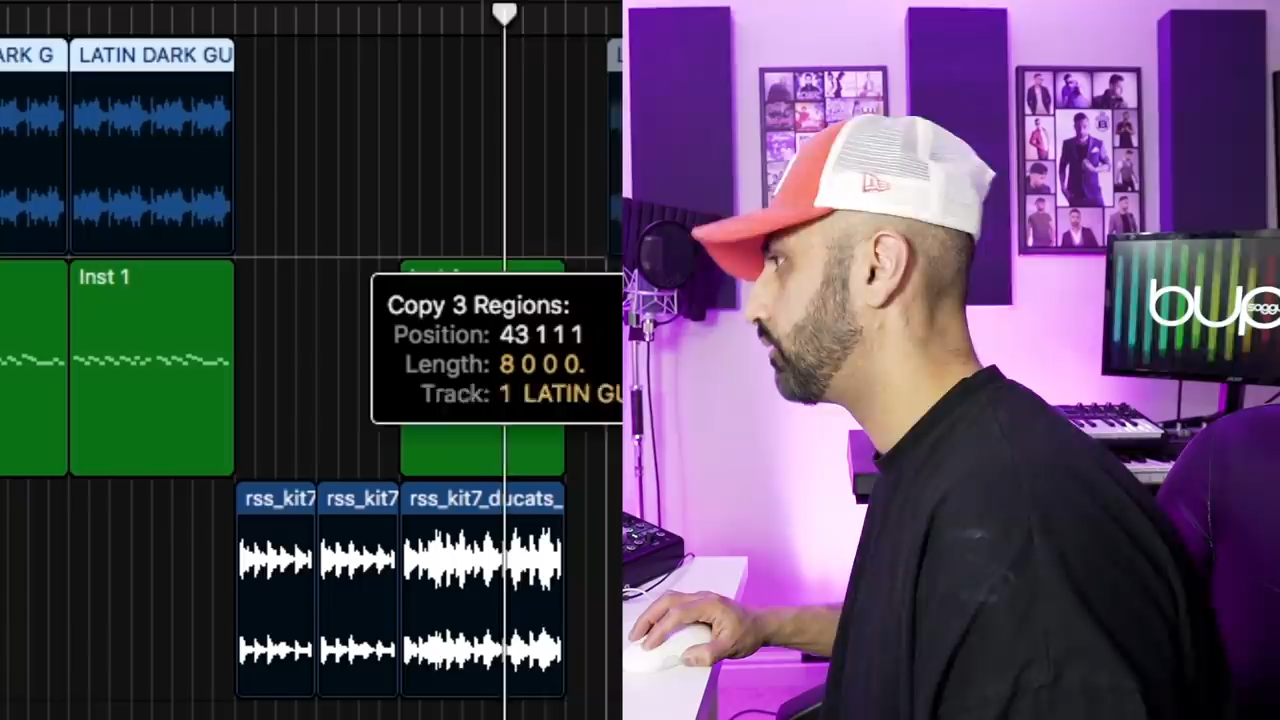 ARK G
LATIN DARK GU
Inst 1
Copy 3 Regions:
Position: 43 1 1 1
Length: 8 0 0 0.
Track: 1 LATIN GU
rss_kit7
rss_kit7
rss_kit7_ducats_
bup